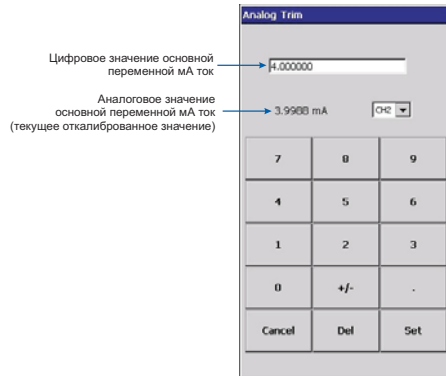 Analog Trim
Цифровое значение основной
переменной мА ток
4.000000
Аналоговое значение
основной переменной мА ток
(текущее откалиброванное значение)
3.9988 mA
CH2
7 8 9
4 5 6
1 2 3
0 +/- .
Cancel Del Set